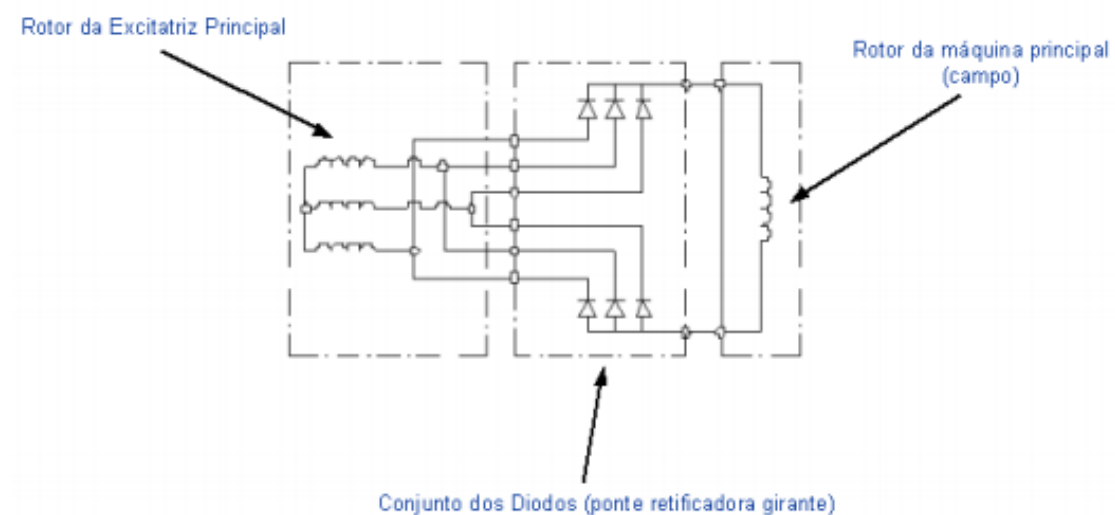 Rotor da Excitatriz Principal
Rotor da máquina principal
(campo)
Conjunto dos Diodos (ponte retificadora girante)